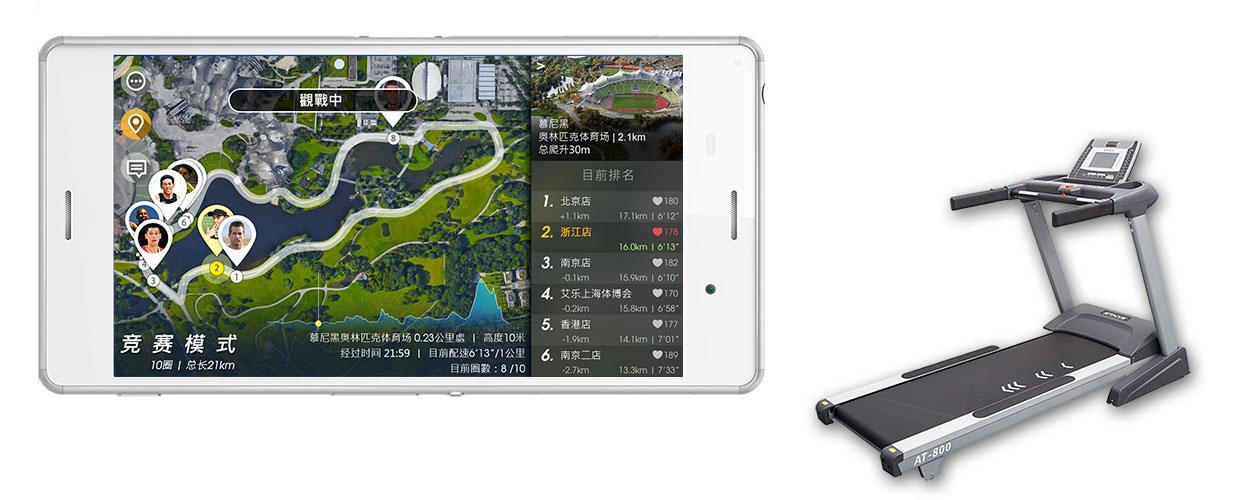 觀戰中
8
6
4
3
2
1
竞赛模式
10圈 | 总长21km
慕尼黑奥林匹克体育场 0.23公里處 | 高度10米
经过时间 21:59 | 目前配速6'13"/1公里
目前圈數：8 /10
慕尼黑
奥林匹克体育场 | 2.1km
总爬升30m
目前排名
1. 北京店 180
+1.1km 17.1km | 6'12"
2. 浙江店 178
16.0km | 6'13"
3. 南京店 182
-0.1km 15.9km | 6'10"
4. 艾乐上海体博会 170
-0.2km 15.8km | 6'58"
5. 香港店 177
-1.9km 14.1km | 7'01"
6. 南京二店 189
-2.7km 13.3km | 7'33"
AT-800